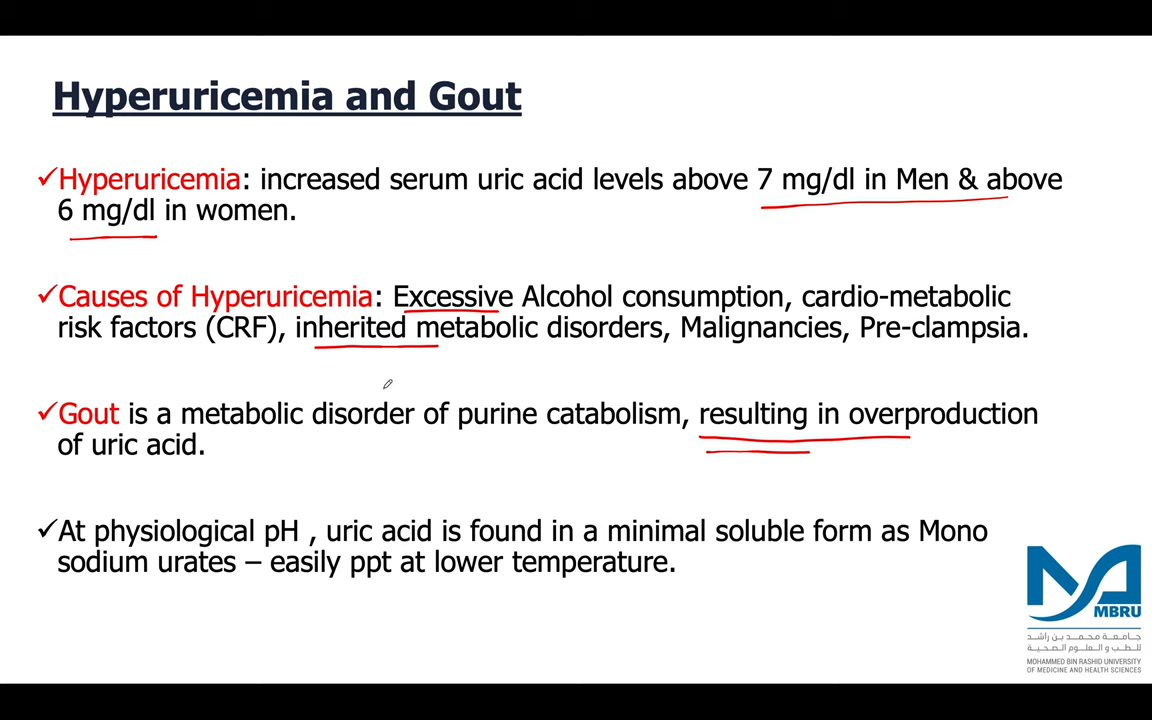 Hyperuricemia and Gout
✓Hyperuricemia: increased serum uric acid levels above 7 mg/dl in Men & above
6 mg/dl in women.
✓Causes of Hyperuricemia: Excessive Alcohol consumption, cardio-metabolic
risk factors (CRF), inherited metabolic disorders, Malignancies, Pre-clampsia.
✓Gout is a metabolic disorder of purine catabolism, resulting in overproduction
of uric acid.
✓At physiological pH , uric acid is found in a minimal soluble form as Mono
sodium urates – easily ppt at lower temperature.
MBRU
جامعة محمد بن راشد
للطب و العلوم الصحية
MOHAMMED BIN RASHID UNIVERSITY
OF MEDICINE AND HEALTH SCIENCES